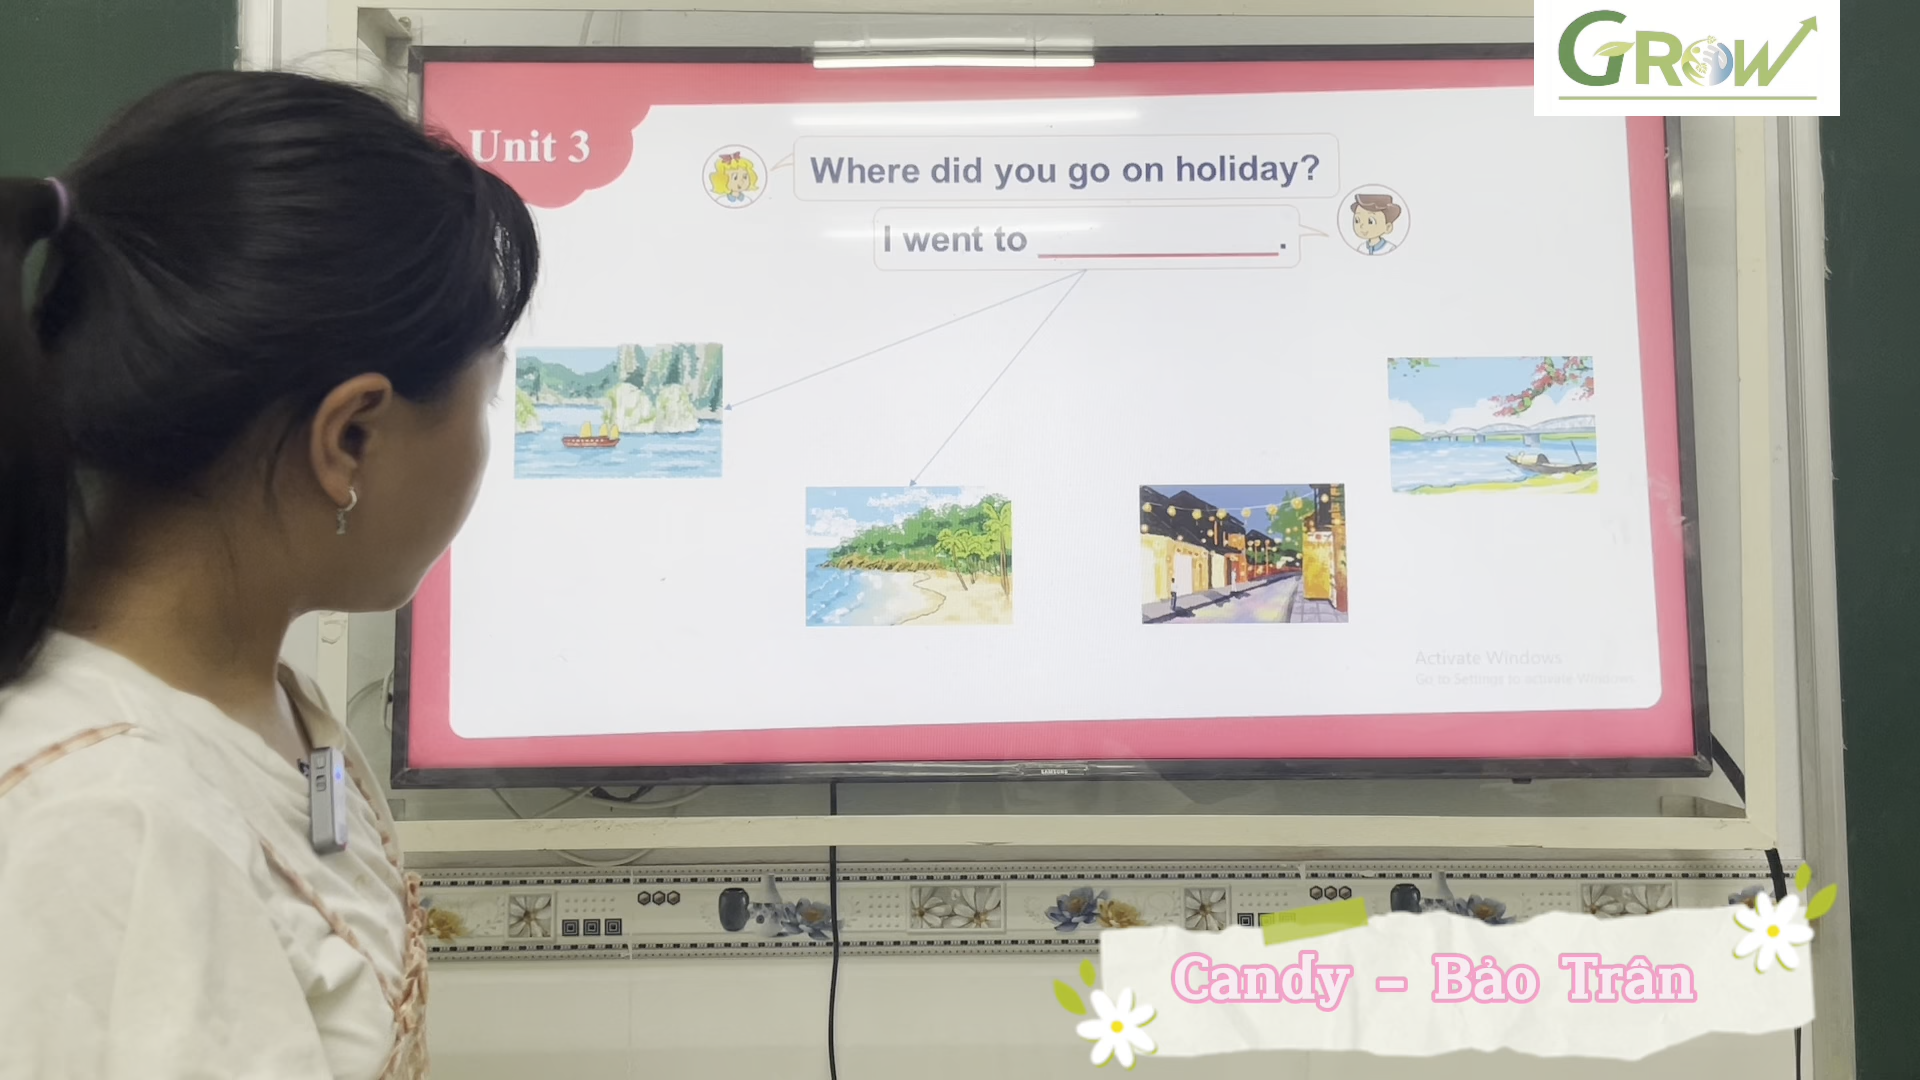 GROW
Unit 3
Where did you go on holiday?
I went to ____________.
Activate Windows
Go to Settings to activate Windows.
SAMSUNG
Candy - Bảo Trân